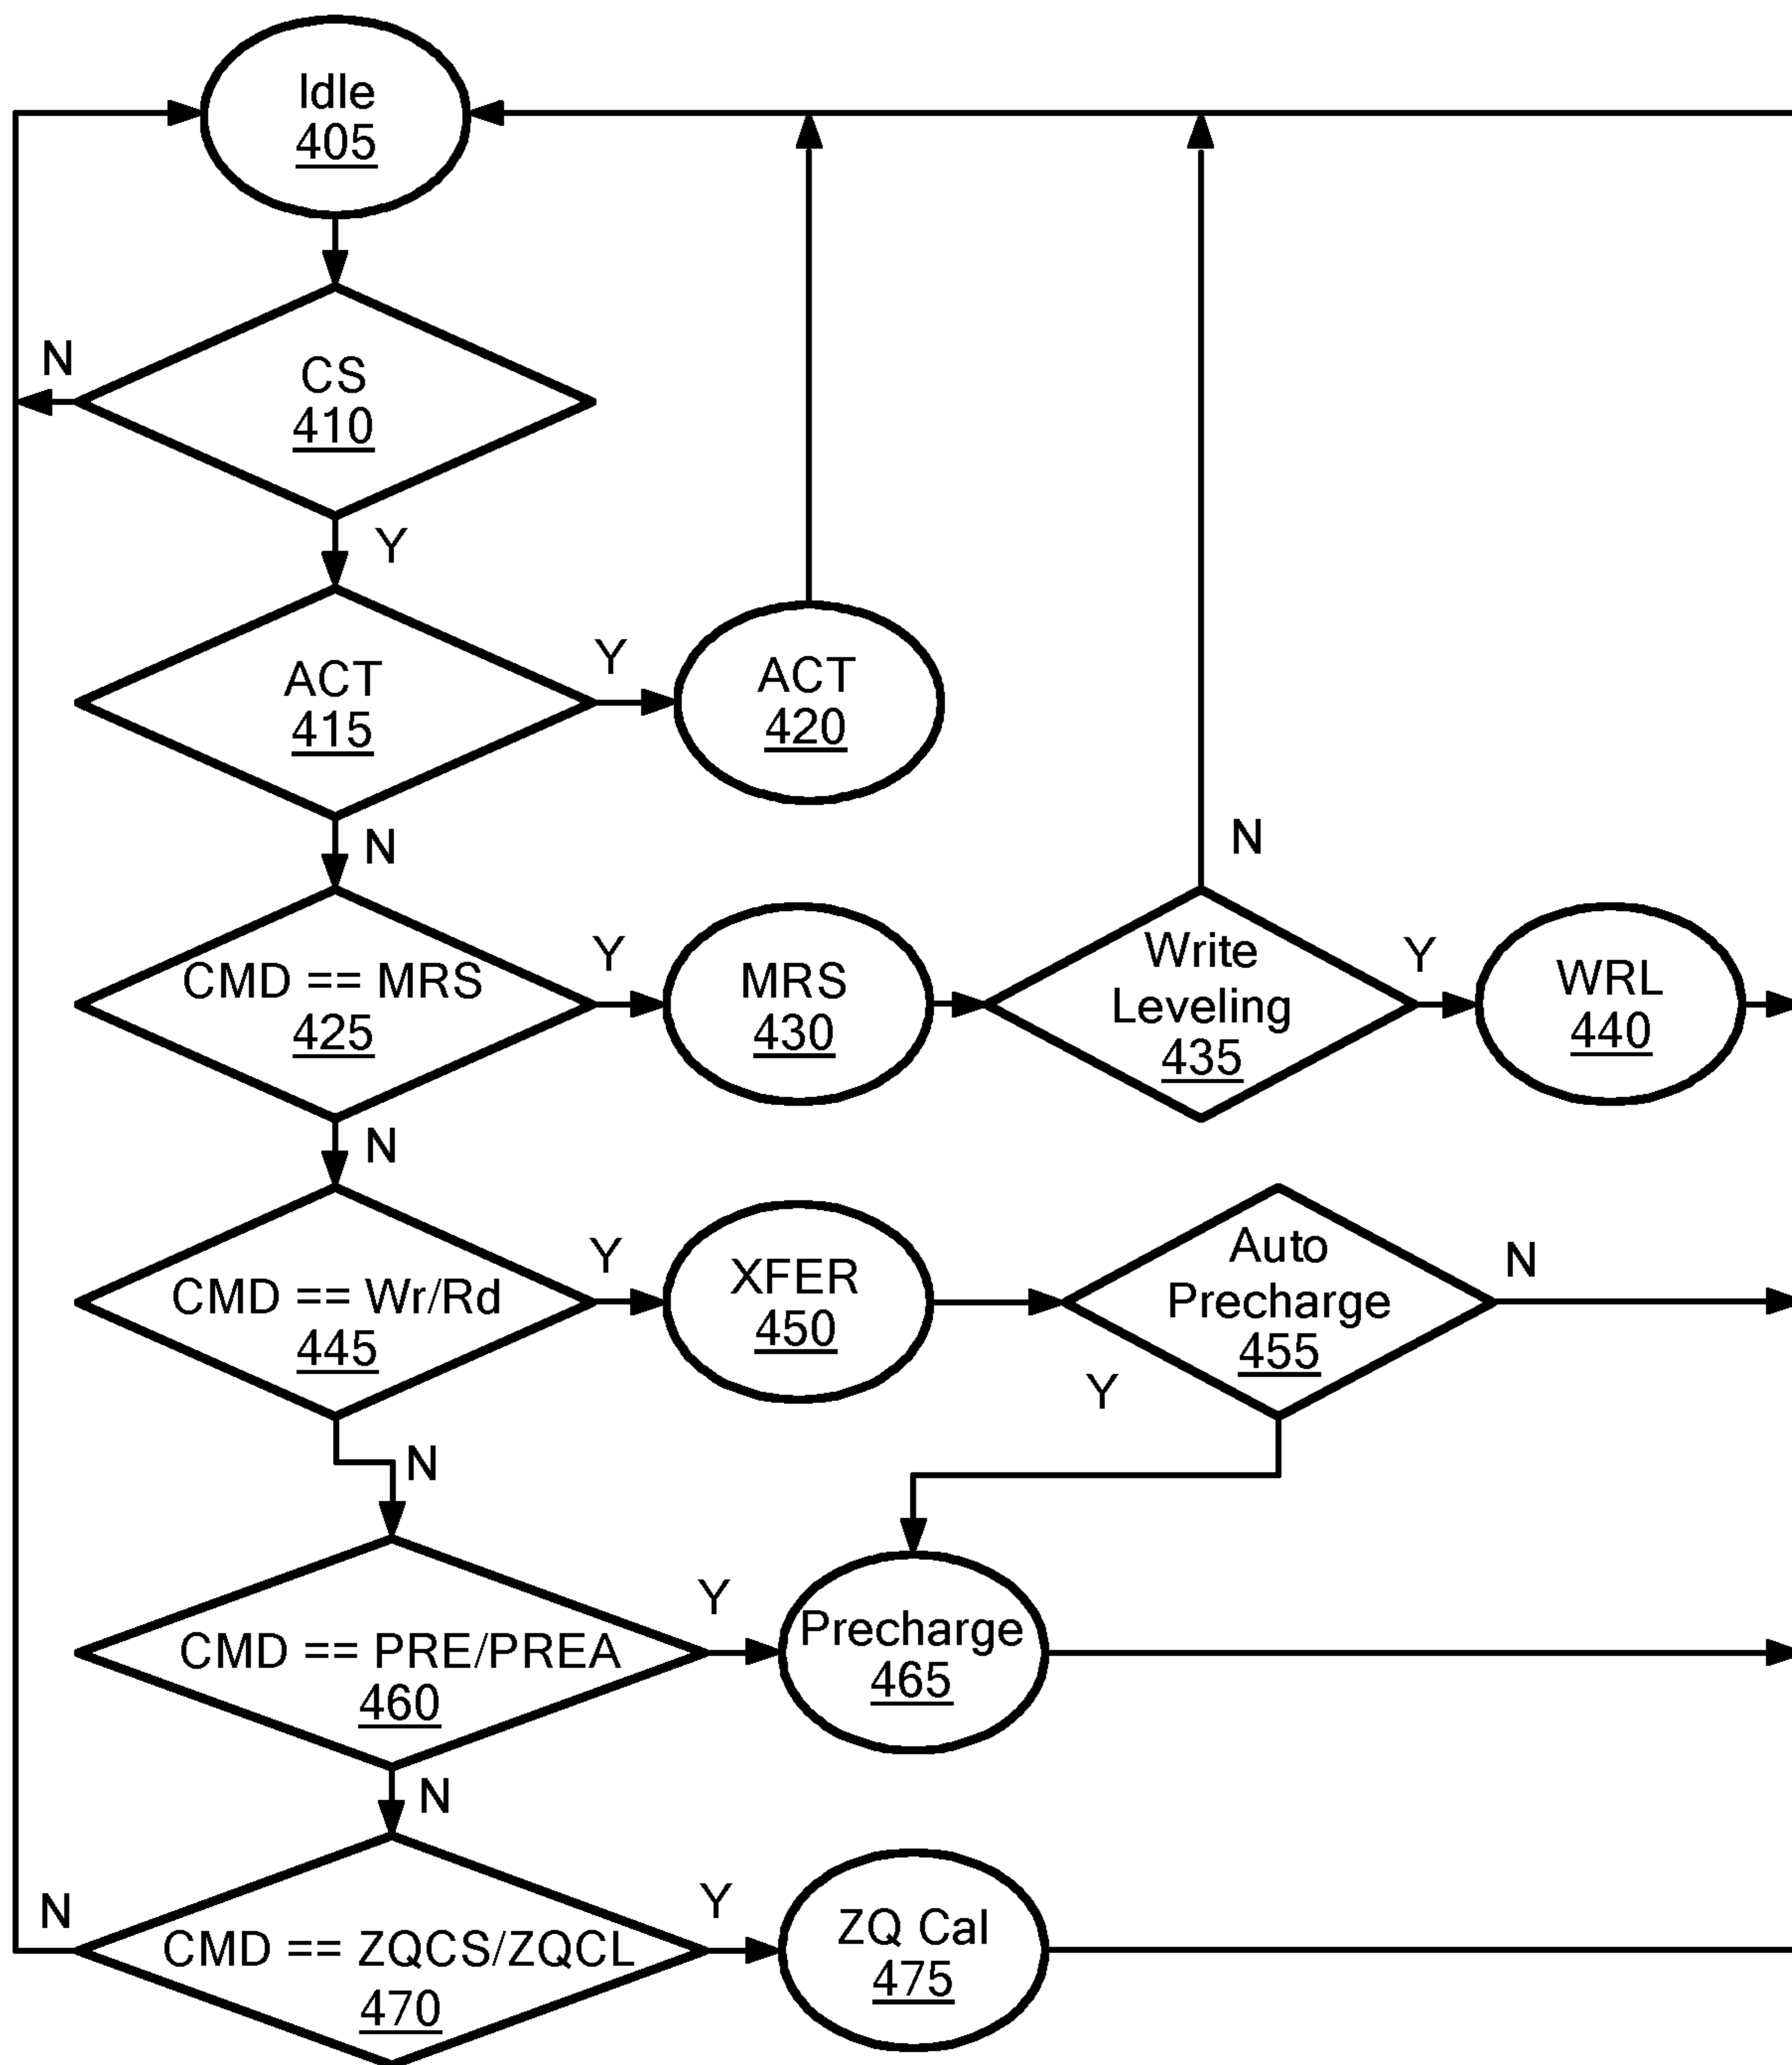 Idle
405
N
CS
410
Y
ACT
415
Y
ACT
420
N
CMD == MRS
425
Y
MRS
430
N
Write
Leveling
435
Y
WRL
440
N
CMD == Wr/Rd
445
Y
XFER
450
Auto
Precharge
455
N
Y
N
CMD == PRE/PREA
460
Y
Precharge
465
N
N
CMD == ZQCS/ZQCL
470
Y
ZQ Cal
475